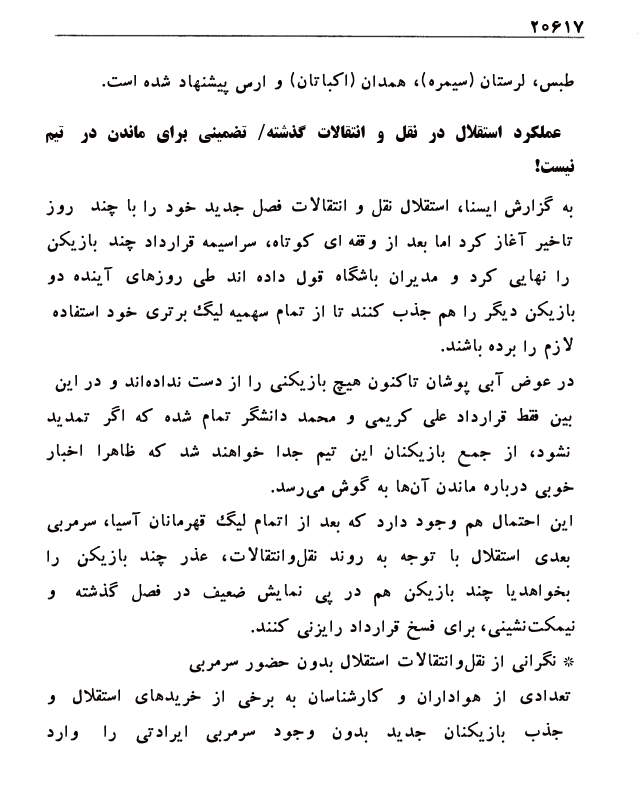 ۲۰۶۱۷
طبس، لرستان (سیمره)، همدان (اکباتان) و ارس پیشنهاد شده است.
عملکرد استقلال در نقل و انتقالات گذشته/ تضمینی برای ماندن در تیم
نیست!
به گزارش ایسنا، استقلال نقل و انتقالات فصل جدید خود را با چند روز
تاخیر آغاز کرد اما بعد از وقفه ای کوتاه، سراسیمه قرارداد چند بازیکن
را نهایی کرد و مدیران باشگاه قول داده اند طی روزهای آینده دو
بازیکن دیگر را هم جذب کنند تا از تمام سهمیه لیگ برتری خود استفاده
لازم را برده باشند.
در عوض آبی پوشان تاکنون هیچ بازیکنی را از دست نداده‌اند و در این
بین فقط قرارداد علی کریمی و محمد دانشگر تمام شده که اگر تمدید
نشود، از جمع بازیکنان این تیم جدا خواهند شد که ظاهرا اخبار
خوبی درباره ماندن آن‌ها به گوش می‌رسد.
این احتمال هم وجود دارد که بعد از اتمام لیگ قهرمانان آسیا، سرمربی
بعدی استقلال با توجه به روند نقل‌وانتقالات، عذر چند بازیکن را
بخواهدیا چند بازیکن هم در پی نمایش ضعیف در فصل گذشته و
نیمکت‌نشینی، برای فسخ قرارداد رایزنی کنند.
* نگرانی از نقل‌وانتقالات استقلال بدون حضور سرمربی
تعدادی از هواداران و کارشناسان به برخی از خریدهای استقلال و
جذب بازیکنان جدید بدون وجود سرمربی ایرادتی را وارد